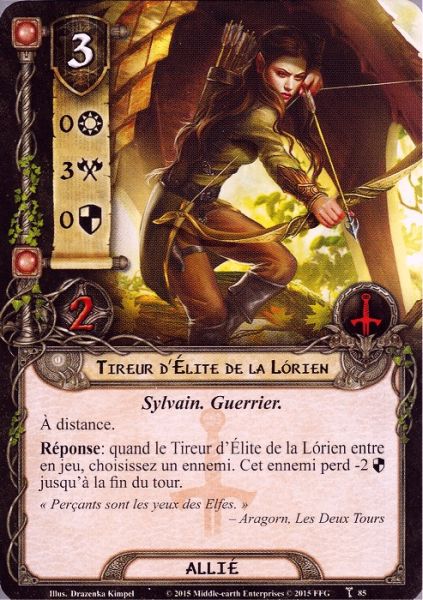 3
0
3
0
2
Tireur d'Élite de la Lórien
Sylvain. Guerrier.
À distance.
Réponse: quand le Tireur d'Élite de la Lórien entre
en jeu, choisissez un ennemi. Cet ennemi perd -2
jusqu'à la fin du tour.
« Perçants sont les yeux des Elfes. »
– Aragorn, Les Deux Tours
ALLIÉ
Illus. Drazenka Kimpel © 2015 Middle-earth Enterprises © 2015 FFG 85